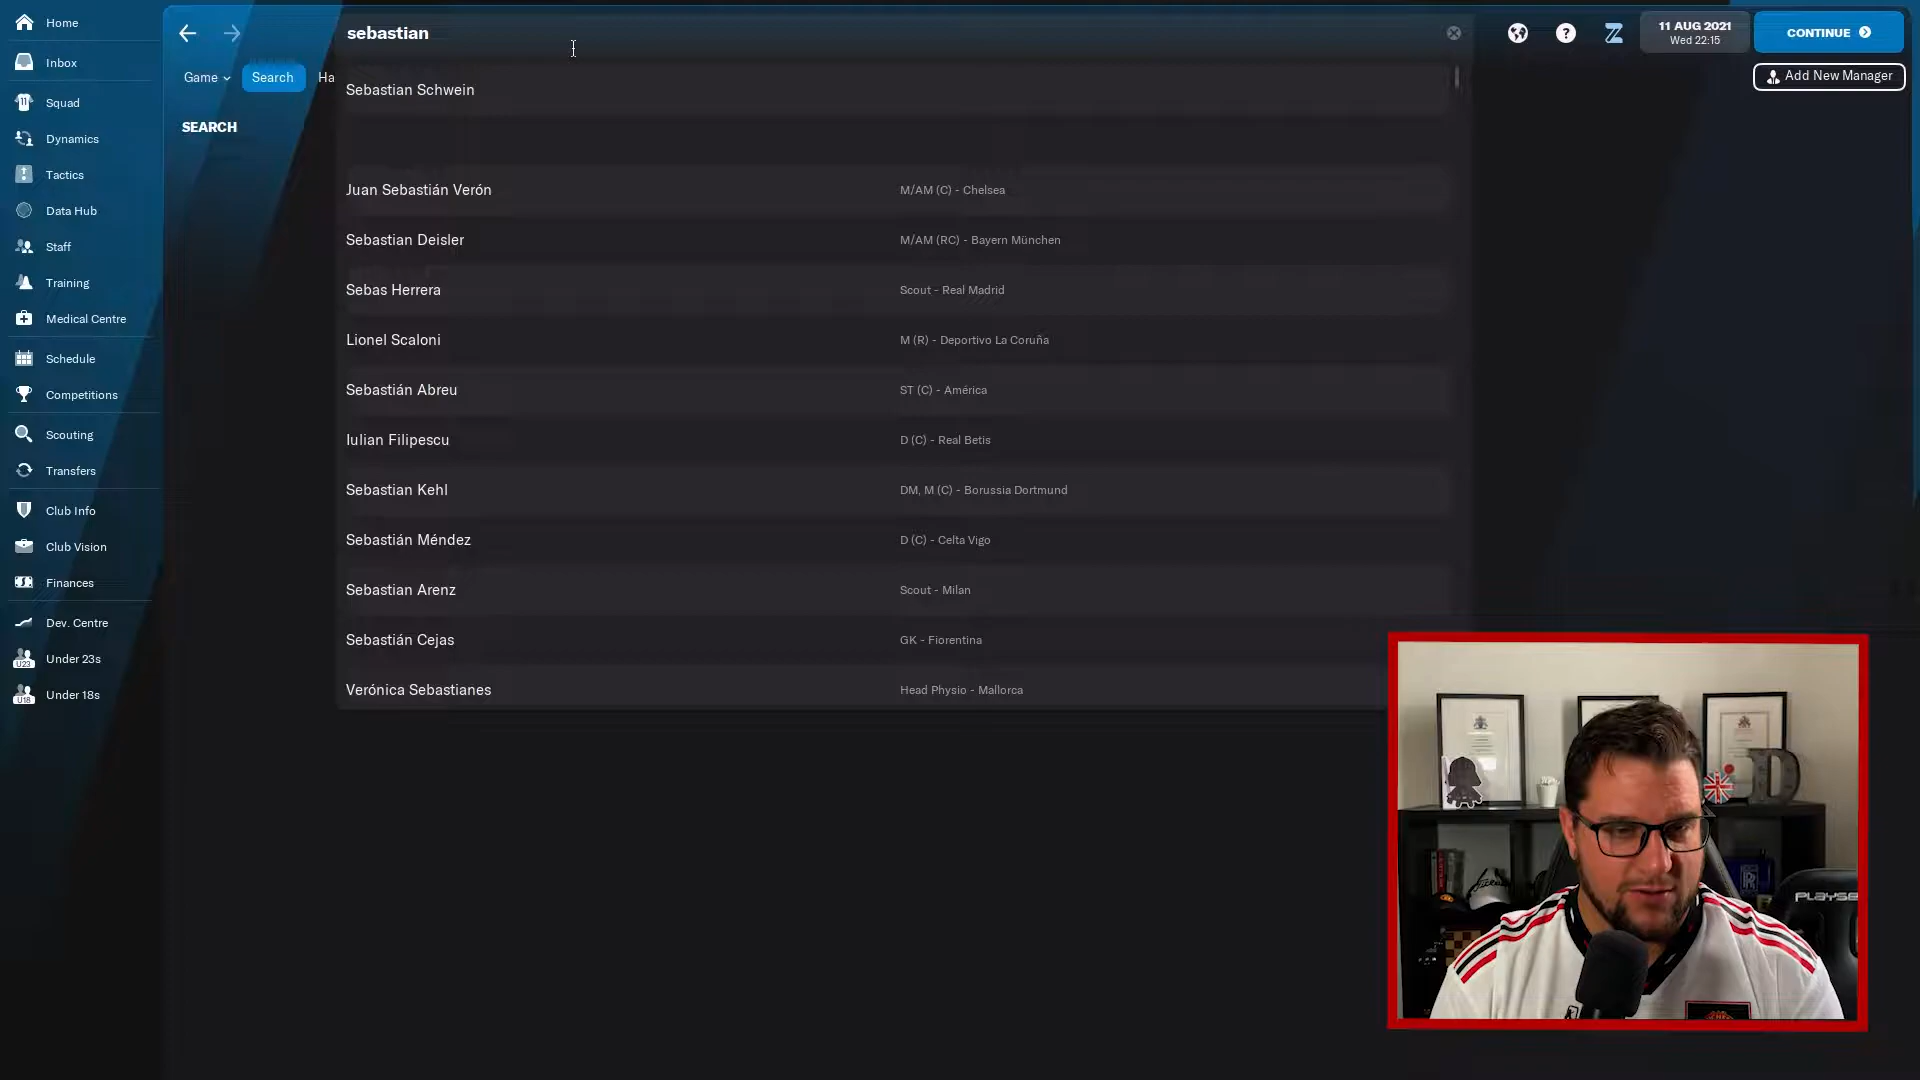 Home
Inbox
Squad
Dynamics
Tactics
Data Hub
Staff
Training
Medical Centre
Schedule
Competitions
Scouting
Transfers
Club Info
Club Vision
Finances
Dev. Centre
U23 Under 23s
U18 Under 18s
sebastian
11 AUG 2021
Wed 22:15
CONTINUE
Game Search Ha
Add New Manager
SEARCH
Sebastian Schwein
Juan Sebastián Verón M/AM (C) - Chelsea
Sebastian Deisler M/AM (RC) - Bayern München
Sebas Herrera Scout - Real Madrid
Lionel Scaloni M (R) - Deportivo La Coruña
Sebastián Abreu ST (C) - América
Iulian Filipescu D (C) - Real Betis
Sebastian Kehl DM, M (C) - Borussia Dortmund
Sebastián Méndez D (C) - Celta Vigo
Sebastian Arenz Scout - Milan
Sebastián Cejas GK - Fiorentina
Verónica Sebastianes Head Physio - Mallorca
PLAYSE